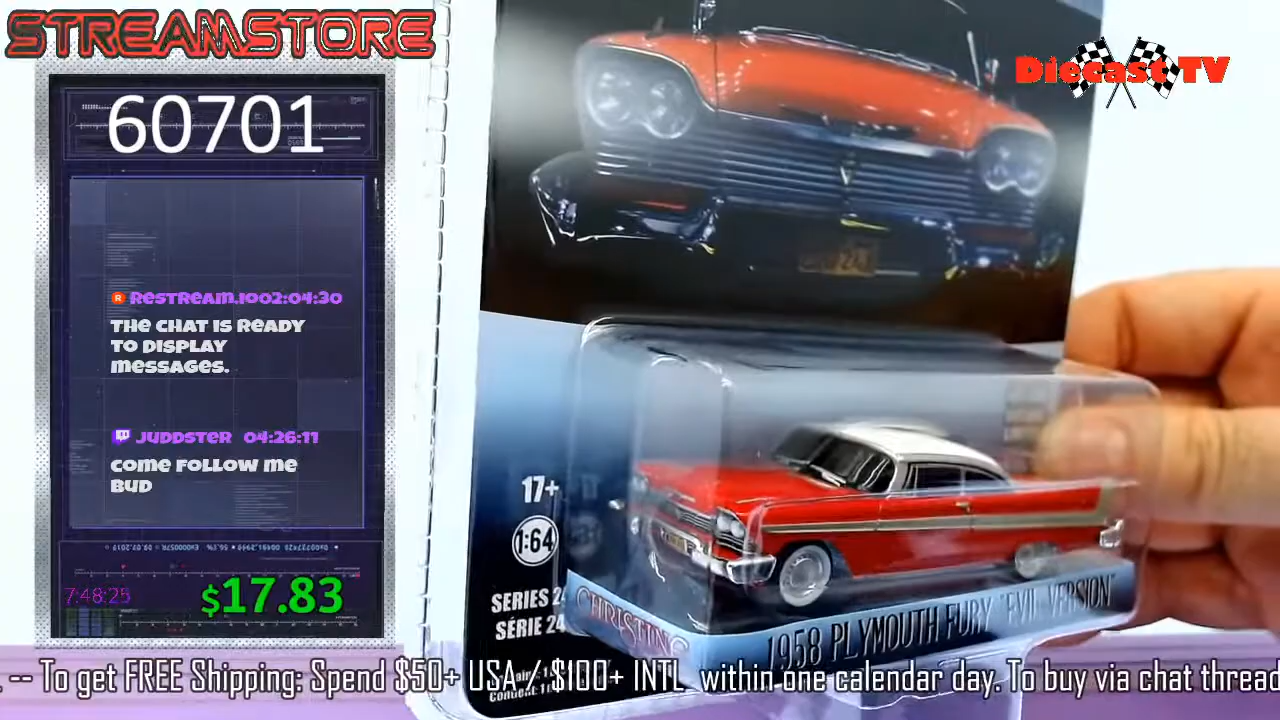 STREAMSTORE
Diecast TV
60701
Restream.io 02:04:30
THE CHAT IS READY
TO DISPLAY
MESSAGES.
Juddster 04:26:11
COME FOLLOW ME
BUD
7:48:25
$17.83
17+
1:64
SERIES 24
SÉRIE 24
CHRISTINE
1958 PLYMOUTH FURY "EVIL VERSION"
. -- To get FREE Shipping: Spend $50+ USA / $100+ INTL within one calendar day. To buy via chat thread